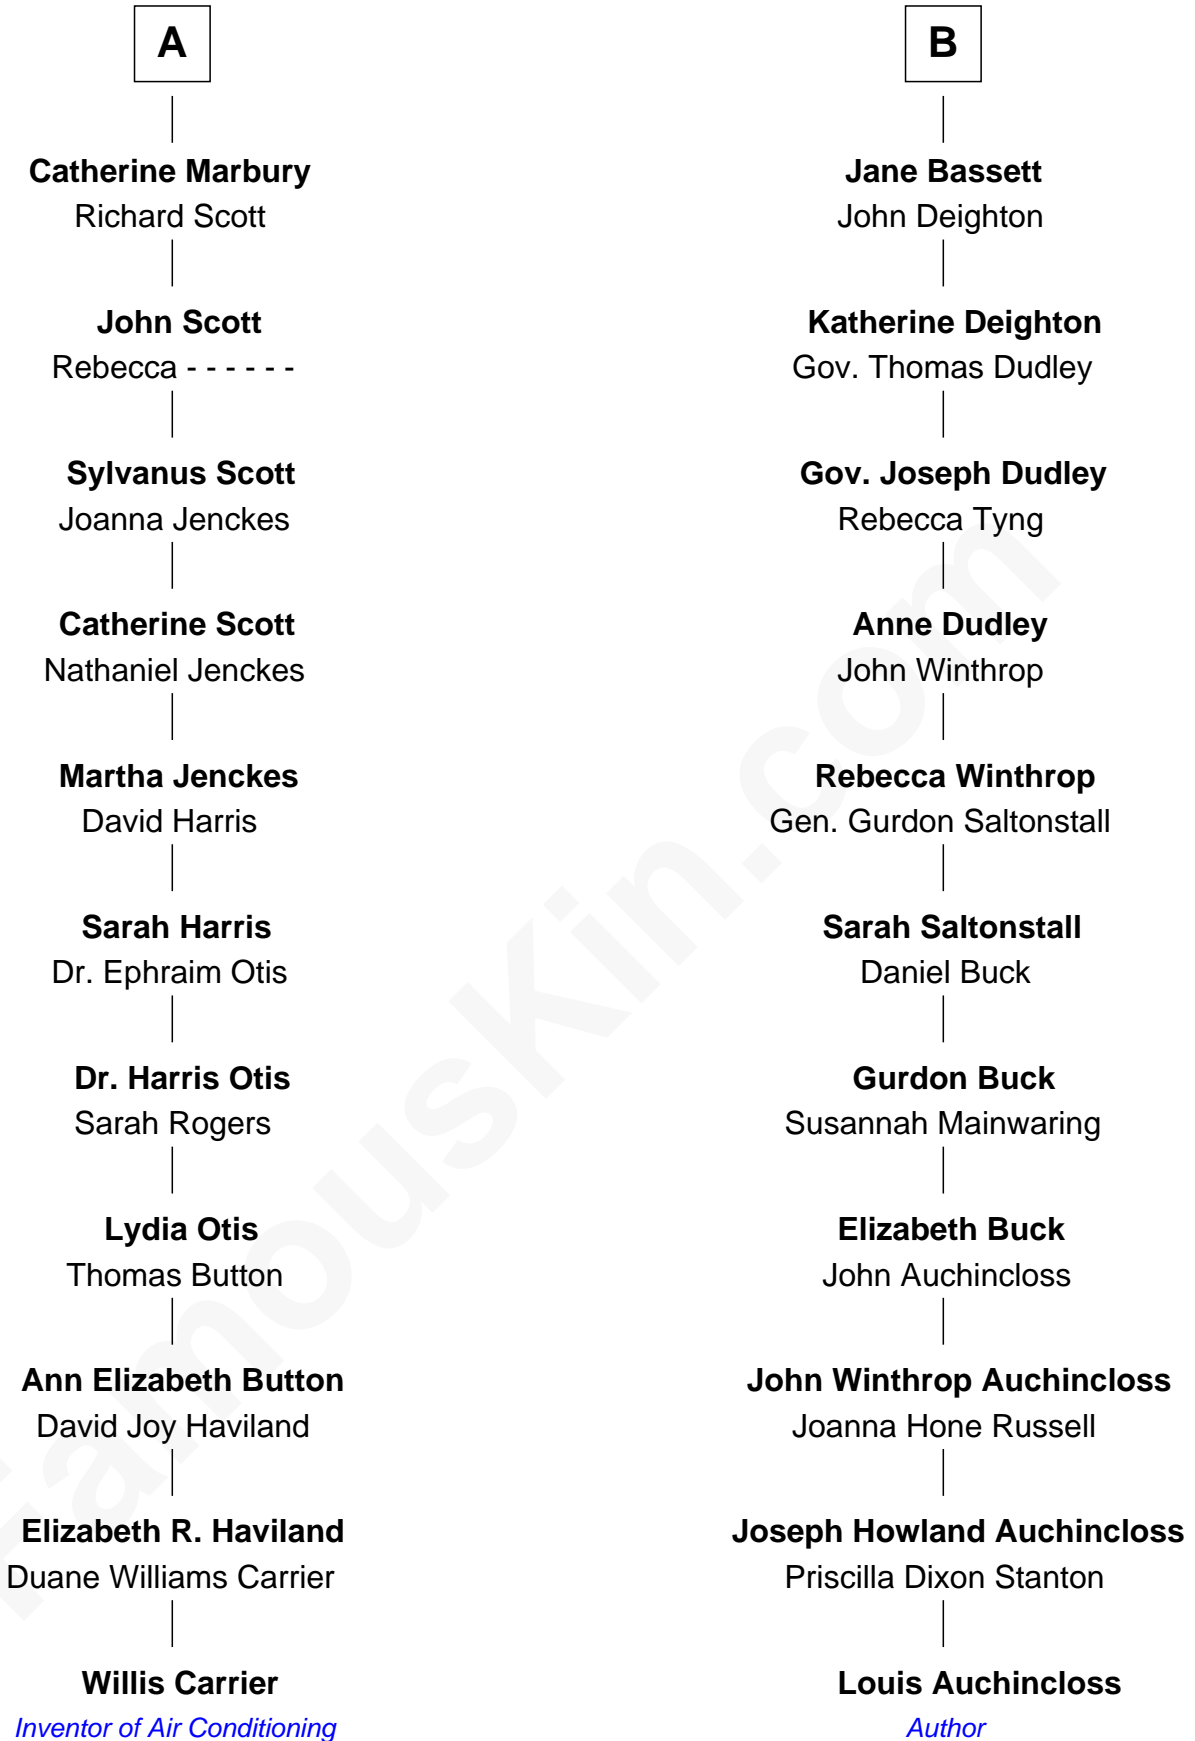 A
Catherine Marbury
Richard Scott
John Scott
Rebecca - - - - - -
Sylvanus Scott
Joanna Jenckes
Catherine Scott
Nathaniel Jenckes
Martha Jenckes
David Harris
Sarah Harris
Dr. Ephraim Otis
Dr. Harris Otis
Sarah Rogers
Lydia Otis
Thomas Button
Ann Elizabeth Button
David Joy Haviland
Elizabeth R. Haviland
Duane Williams Carrier
Willis Carrier
Inventor of Air Conditioning
B
Jane Bassett
John Deighton
Katherine Deighton
Gov. Thomas Dudley
Gov. Joseph Dudley
Rebecca Tyng
Anne Dudley
John Winthrop
Rebecca Winthrop
Gen. Gurdon Saltonstall
Sarah Saltonstall
Daniel Buck
Gurdon Buck
Susannah Mainwaring
Elizabeth Buck
John Auchincloss
John Winthrop Auchincloss
Joanna Hone Russell
Joseph Howland Auchincloss
Priscilla Dixon Stanton
Louis Auchincloss
Author
FamousKin.com